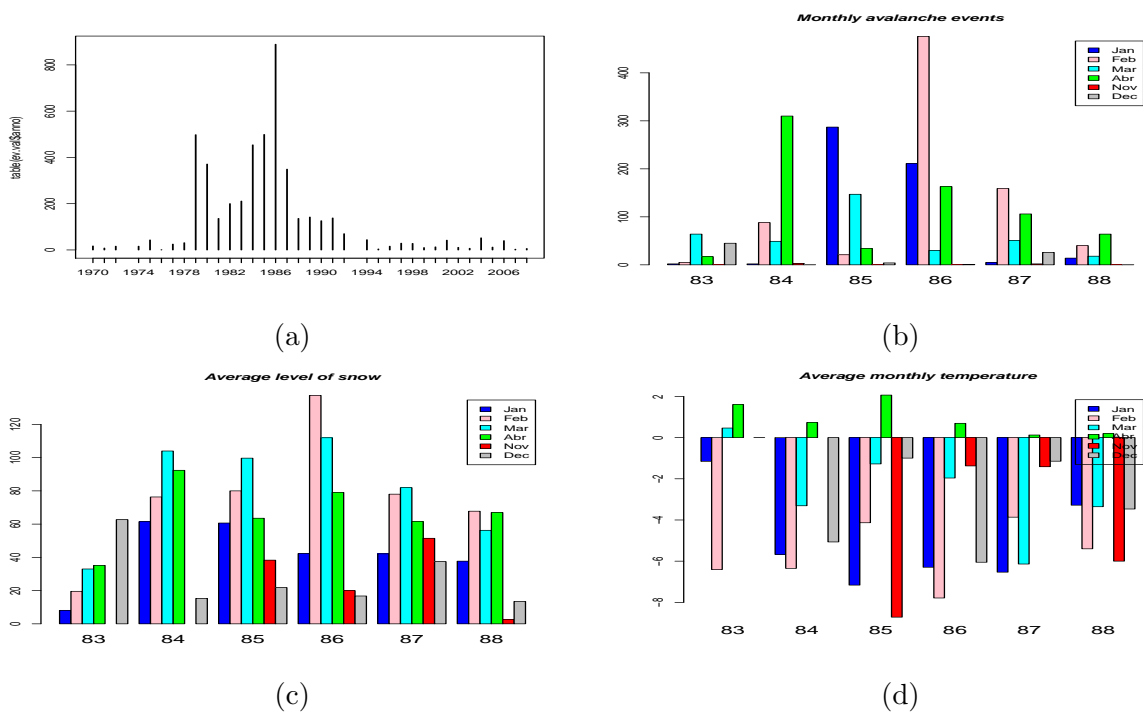 table(ev.val$anno)
800
600
400
200
0
1970 1974 1978 1982 1986 1990 1994 1998 2002 2006
(a)
Monthly avalanche events
400
300
200
100
0
Jan
Feb
Mar
Abr
Nov
Dec
83 84 85 86 87 88
(b)
Average level of snow
120
100
80
60
40
20
0
Jan
Feb
Mar
Abr
Nov
Dec
83 84 85 86 87 88
(c)
Average monthly temperature
2
0
-2
-4
-6
-8
Jan
Feb
Mar
Abr
Nov
Dec
83 84 85 86 87 88
(d)